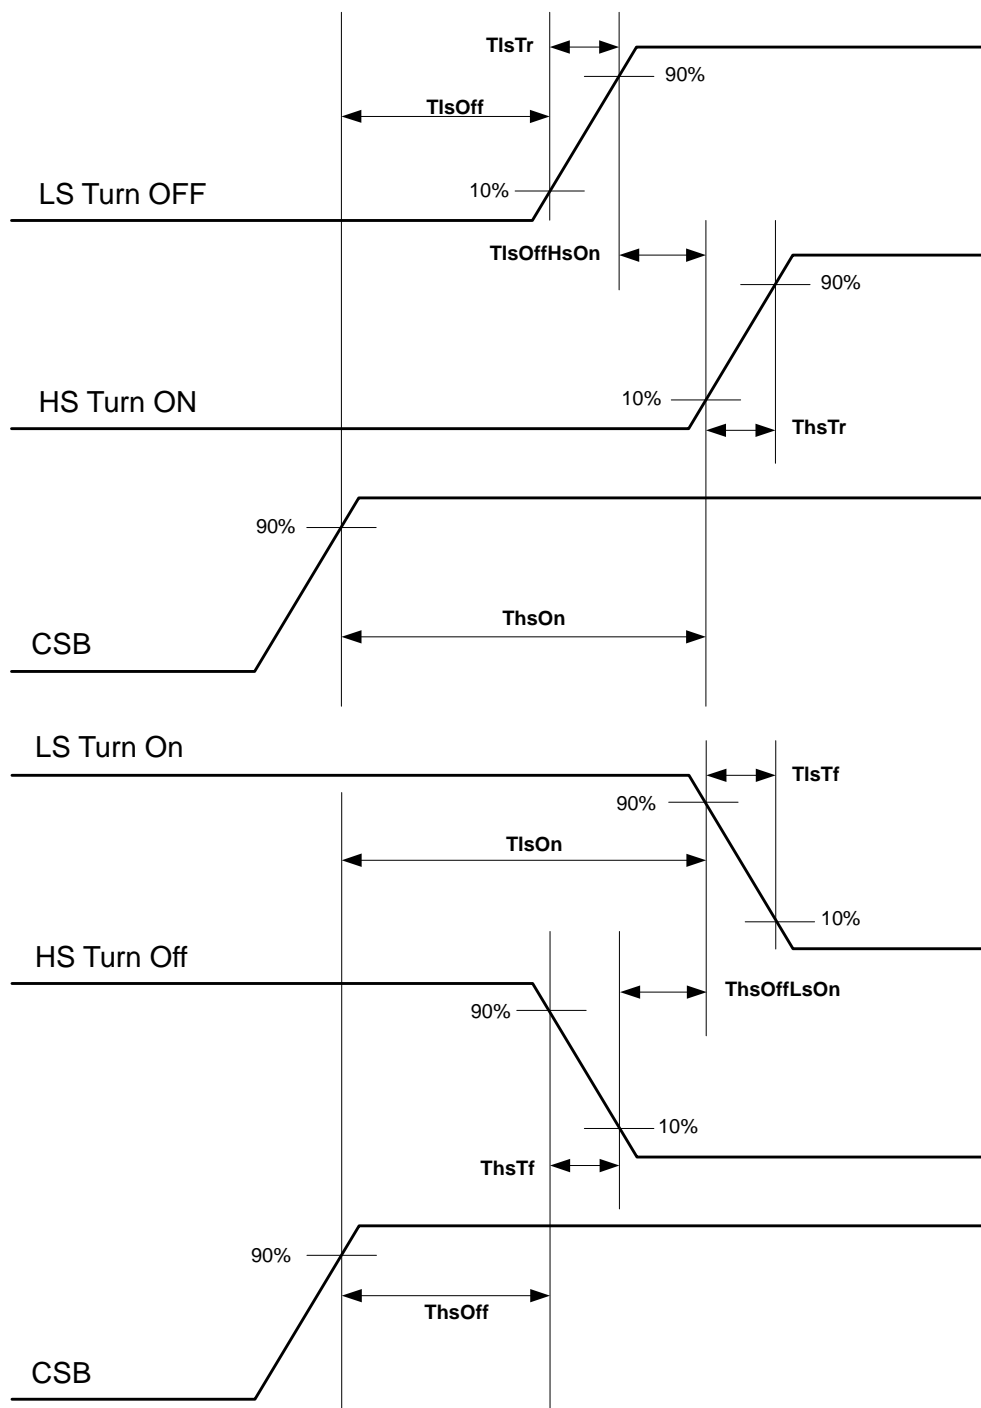 TlsTr
90%
TlsOff
10%
LS Turn OFF
TlsOffHsOn
90%
HS Turn ON
10%
ThsTr
90%
ThsOn
CSB
LS Turn On
TlsTf
90%
TlsOn
10%
HS Turn Off
ThsOffLsOn
90%
10%
ThsTf
90%
ThsOff
CSB